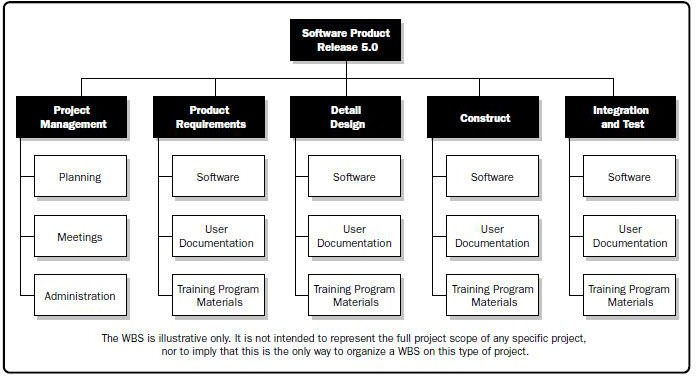 Software Product
Release 5.0
Project
Management
Product
Requirements
Detail
Design
Construct
Integration
and Test
Planning
Software
Software
Software
Software
Meetings
User
Documentation
User
Documentation
User
Documentation
User
Documentation
Administration
Training Program
Materials
Training Program
Materials
Training Program
Materials
Training Program
Materials
The WBS is illustrative only. It is not intended to represent the full project scope of any specific project,
nor to imply that this is the only way to organize a WBS on this type of project.